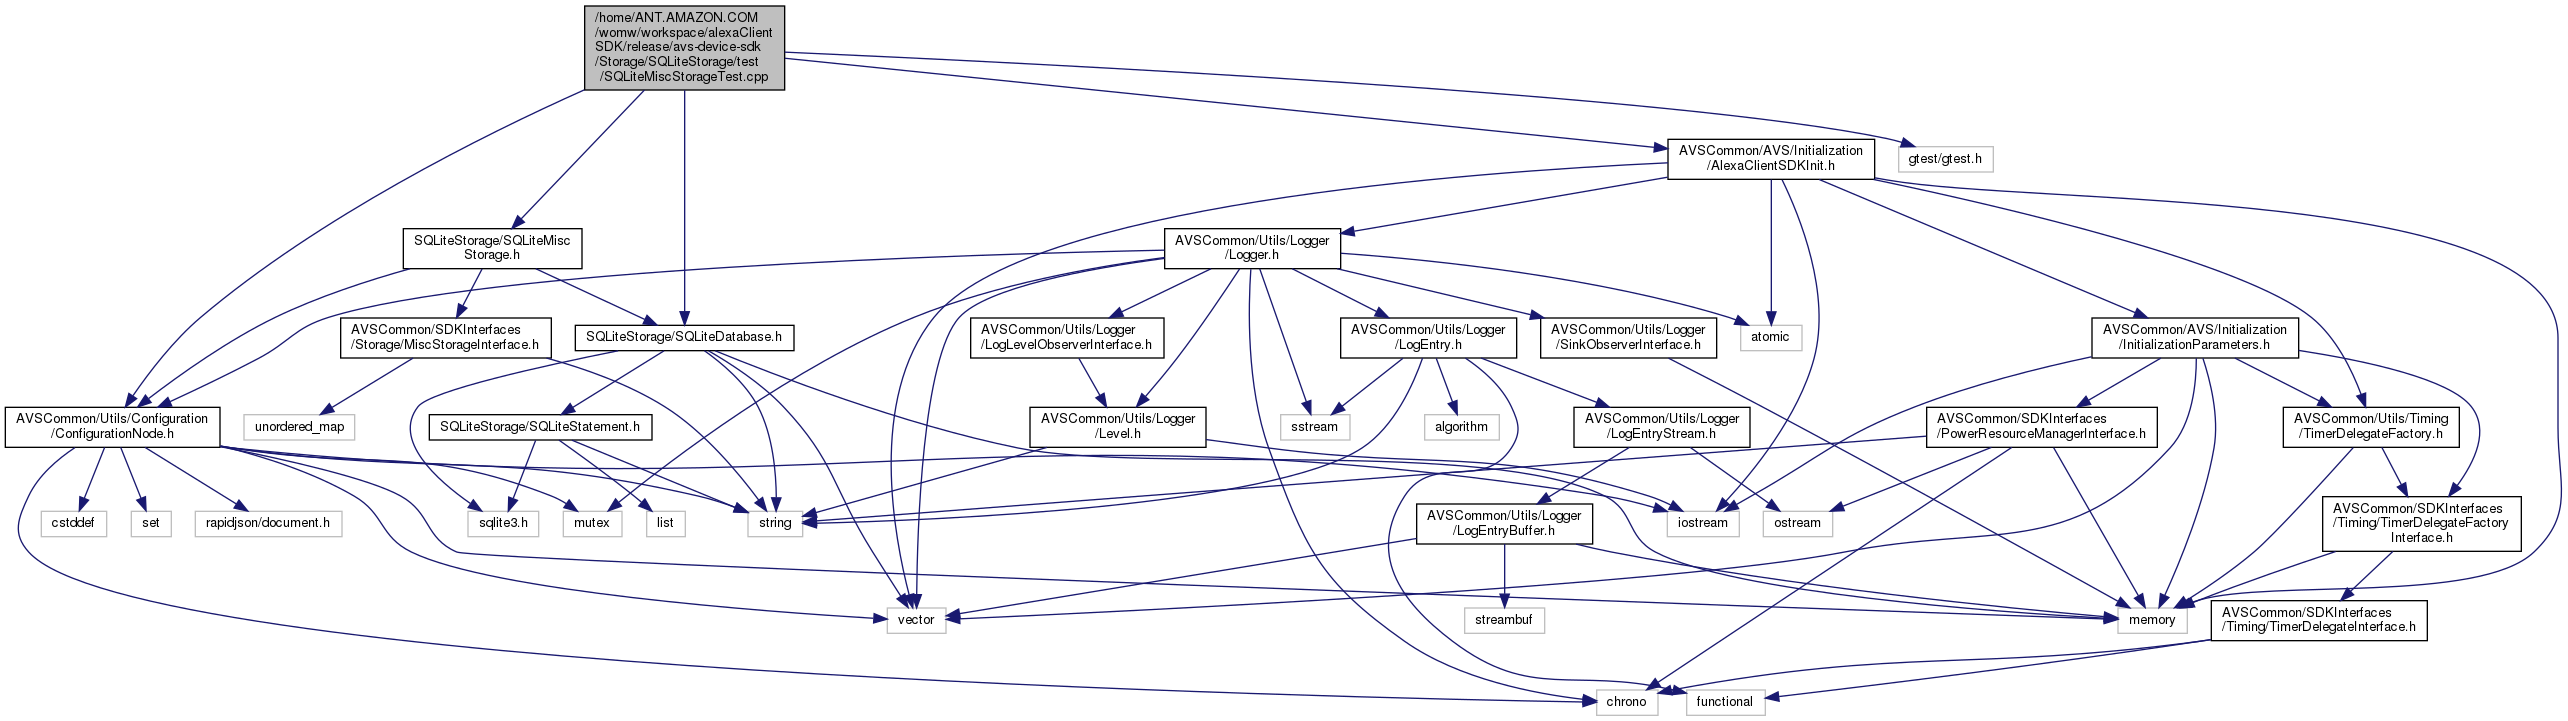 /home/ANT.AMAZON.COM
/womw/workspace/alexaClient
SDK/release/avs-device-sdk
/Storage/SQLiteStorage/test
/SQLiteMiscStorageTest.cpp
AVSCommon/AVS/Initialization
/AlexaClientSDKInit.h
gtest/gtest.h
SQLiteStorage/SQLiteMisc
Storage.h
AVSCommon/Utils/Logger
/Logger.h
AVSCommon/SDKInterfaces
/Storage/MiscStorageInterface.h
SQLiteStorage/SQLiteDatabase.h
AVSCommon/Utils/Logger
/LogLevelObserverInterface.h
AVSCommon/Utils/Logger
/LogEntry.h
AVSCommon/Utils/Logger
/SinkObserverInterface.h
atomic
AVSCommon/AVS/Initialization
/InitializationParameters.h
AVSCommon/Utils/Configuration
/ConfigurationNode.h
unordered_map
SQLiteStorage/SQLiteStatement.h
AVSCommon/Utils/Logger
/Level.h
sstream
algorithm
AVSCommon/Utils/Logger
/LogEntryStream.h
AVSCommon/SDKInterfaces
/PowerResourceManagerInterface.h
AVSCommon/Utils/Timing
/TimerDelegateFactory.h
cstddef
set
rapidjson/document.h
sqlite3.h
mutex
list
string
AVSCommon/Utils/Logger
/LogEntryBuffer.h
iostream
ostream
AVSCommon/SDKInterfaces
/Timing/TimerDelegateFactory
Interface.h
vector
streambuf
memory
AVSCommon/SDKInterfaces
/Timing/TimerDelegateInterface.h
chrono
functional